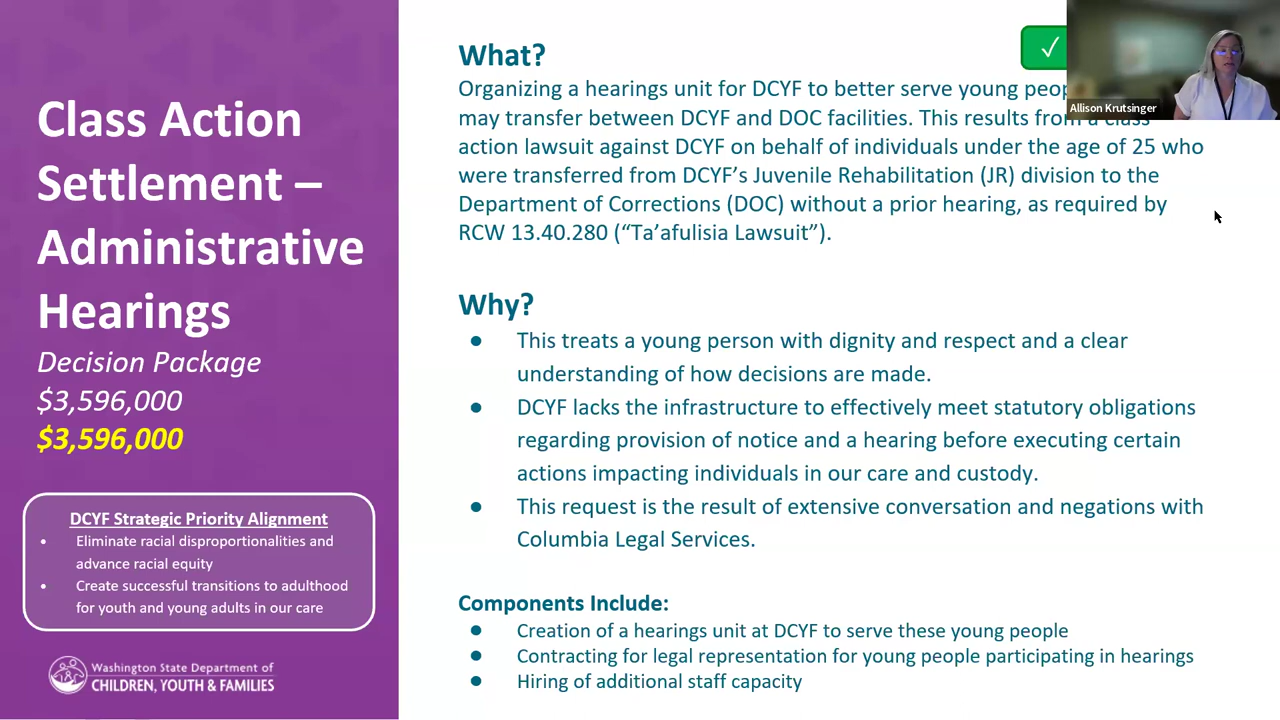 Class Action
Settlement –
Administrative
Hearings
Decision Package
$3,596,000
$3,596,000
DCYF Strategic Priority Alignment
• Eliminate racial disproportionalities and
advance racial equity
• Create successful transitions to adulthood
for youth and young adults in our care
Washington State Department of
CHILDREN, YOUTH & FAMILIES
What?
Organizing a hearings unit for DCYF to better serve young
may transfer between DCYF and DOC facilities. This results from a class
action lawsuit against DCYF on behalf of individuals under the age of 25 who
were transferred from DCYF’s Juvenile Rehabilitation (JR) division to the
Department of Corrections (DOC) without a prior hearing, as required by
RCW 13.40.280 (“Ta’afulisia Lawsuit”).
Why?
● This treats a young person with dignity and respect and a clear
understanding of how decisions are made.
● DCYF lacks the infrastructure to effectively meet statutory obligations
regarding provision of notice and a hearing before executing certain
actions impacting individuals in our care and custody.
● This request is the result of extensive conversation and negations with
Columbia Legal Services.
Components Include:
● Creation of a hearings unit at DCYF to serve these young people
● Contracting for legal representation for young people participating in hearings
● Hiring of additional staff capacity
Allison Krutsinger